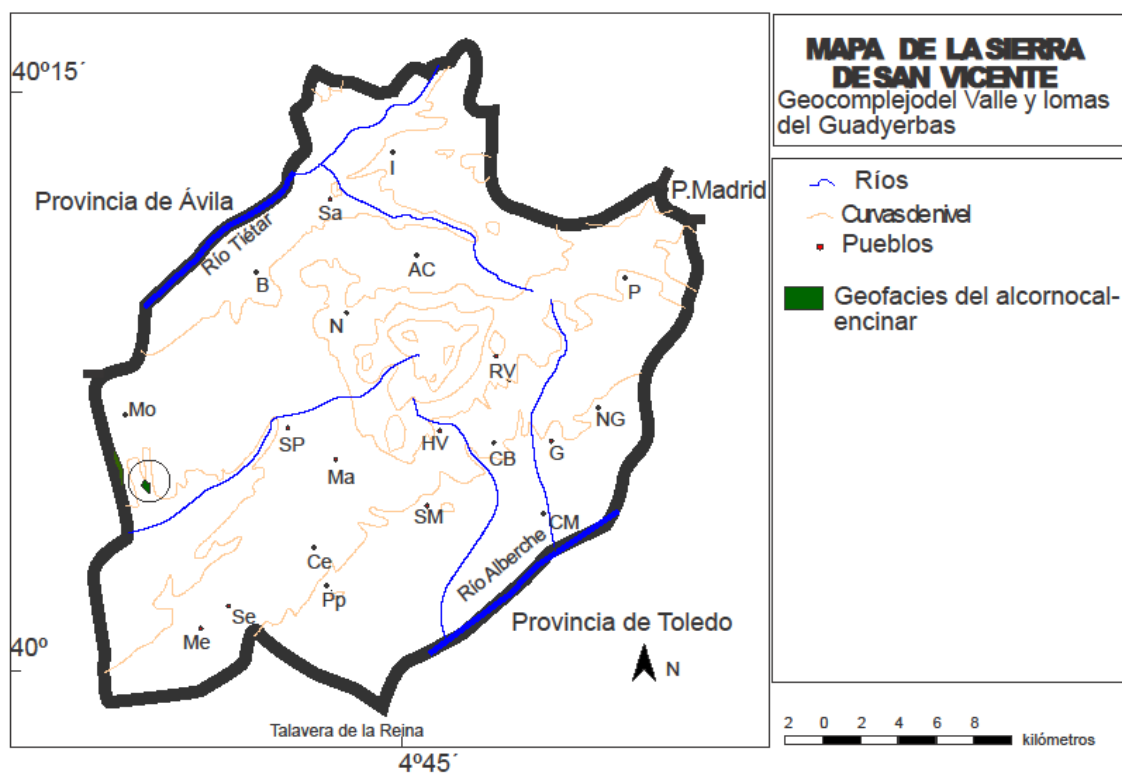 40º15´
MAPA DE LA SIERRA
DE SAN VICENTE
Geocomplejodel Valle y lomas
del Guadyerbas
Provincia de Ávila
P.Madrid
Río Tiétar
I
Sa
AC
B
P
N
RV
Mo
NG
SP
HV
CB
G
Ma
SM
CM
Ce
Pp
Río Alberche
Se
Me
Provincia de Toledo
N
40º
Talavera de la Reina
4º45´
Ríos
Curvas de nivel
Pueblos
Geofacies del alcornocal-
encinar
2 0 2 4 6 8
kilómetros